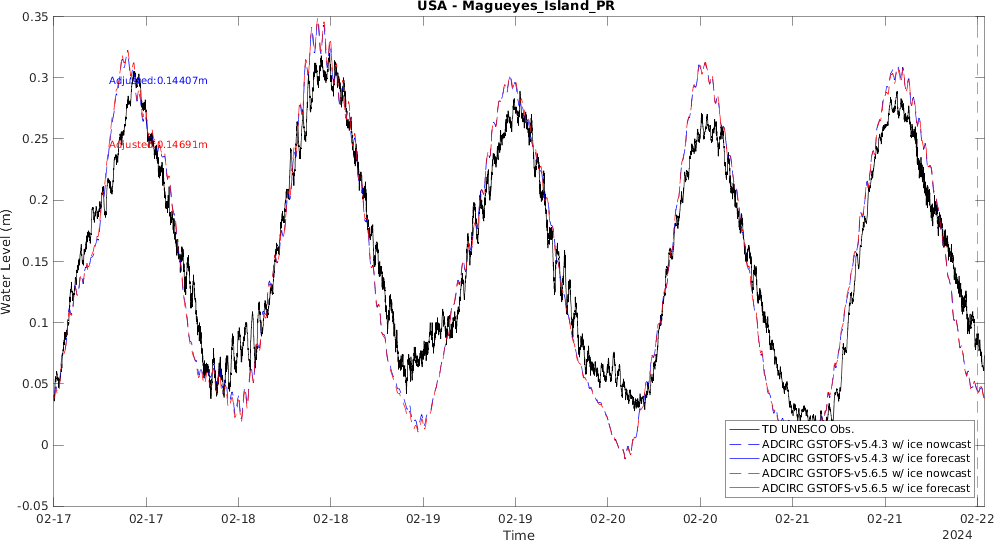 USA - Magueyes_Island_PR
0.35
0.3
0.25
0.2
0.15
0.1
0.05
0
-0.05
Water Level (m)
Adjusted:0.14407m
Adjusted:0.14691m
TD UNESCO Obs.
ADCIRC GSTOFS-v5.4.3 w/ ice nowcast
ADCIRC GSTOFS-v5.4.3 w/ ice forecast
ADCIRC GSTOFS-v5.6.5 w/ ice nowcast
ADCIRC GSTOFS-v5.6.5 w/ ice forecast
02-17 02-17 02-18 02-18 02-19 02-19 02-20 02-20 02-21 02-21 02-22
Time
2024